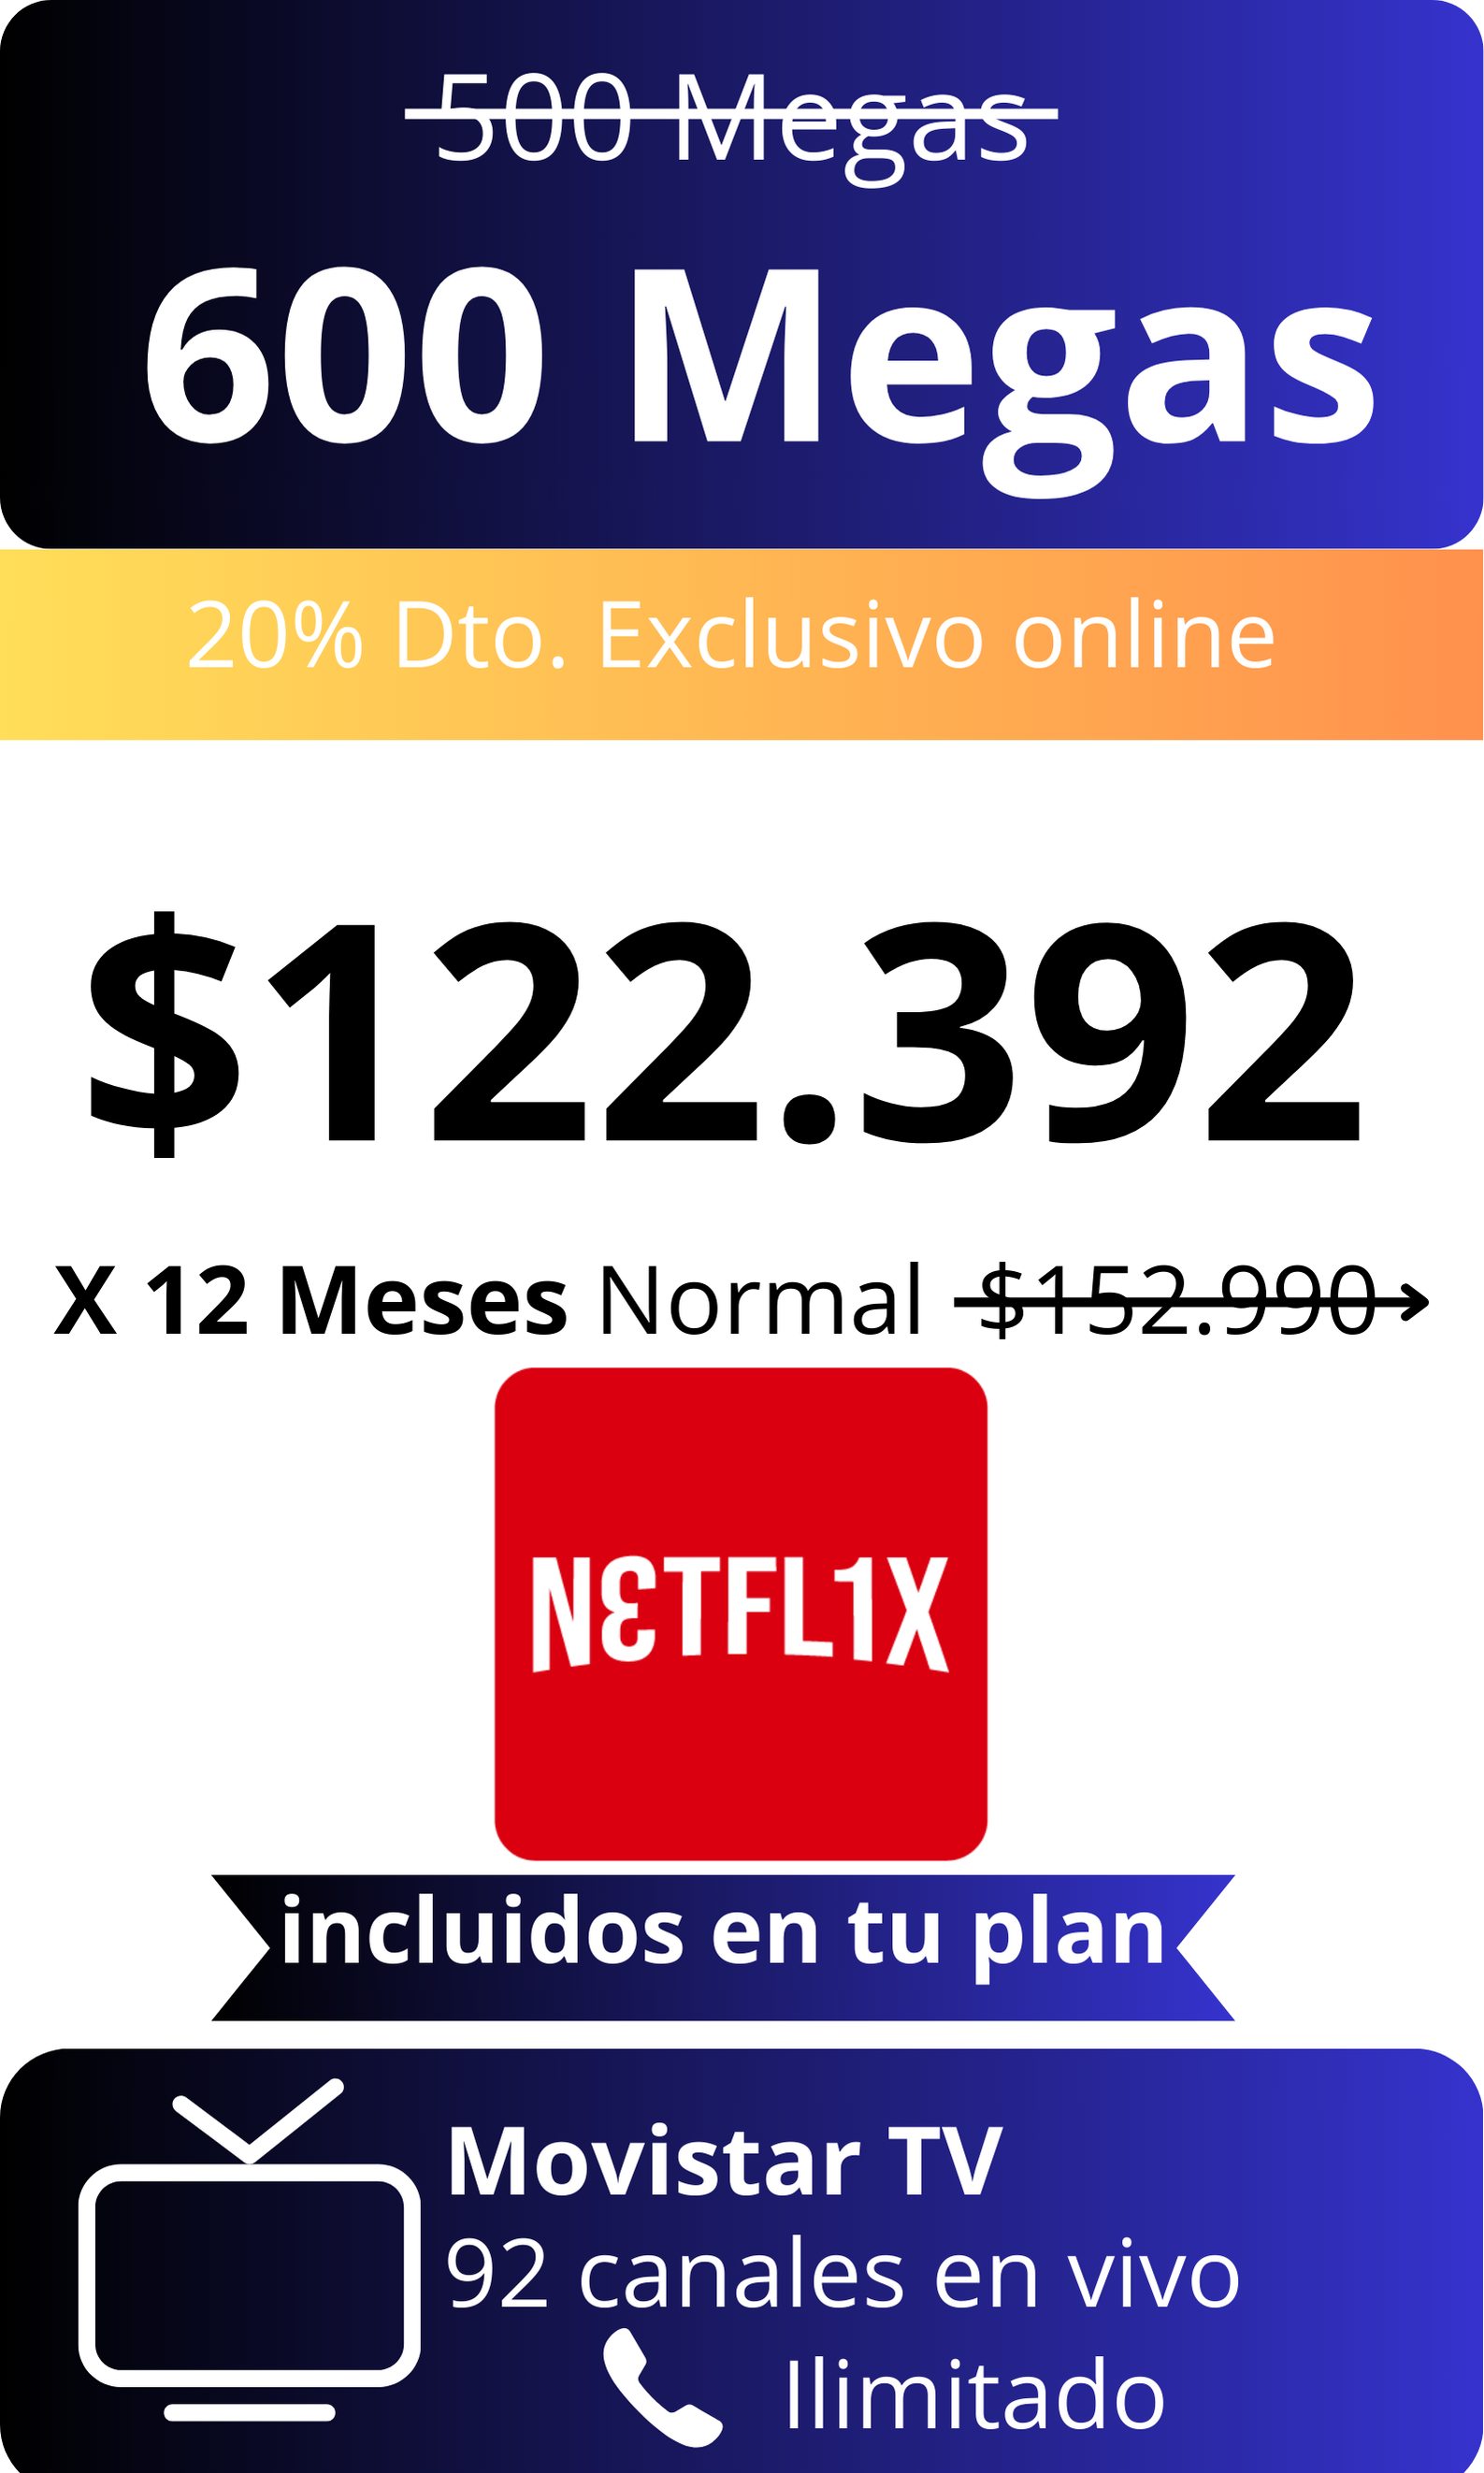 500 Megas
600 Megas
20% Dto. Exclusivo online
$122.392
X 12 Meses Normal $152.990
NƐTFL1X
incluidos en tu plan
Movistar TV
92 canales en vivo
Ilimitado